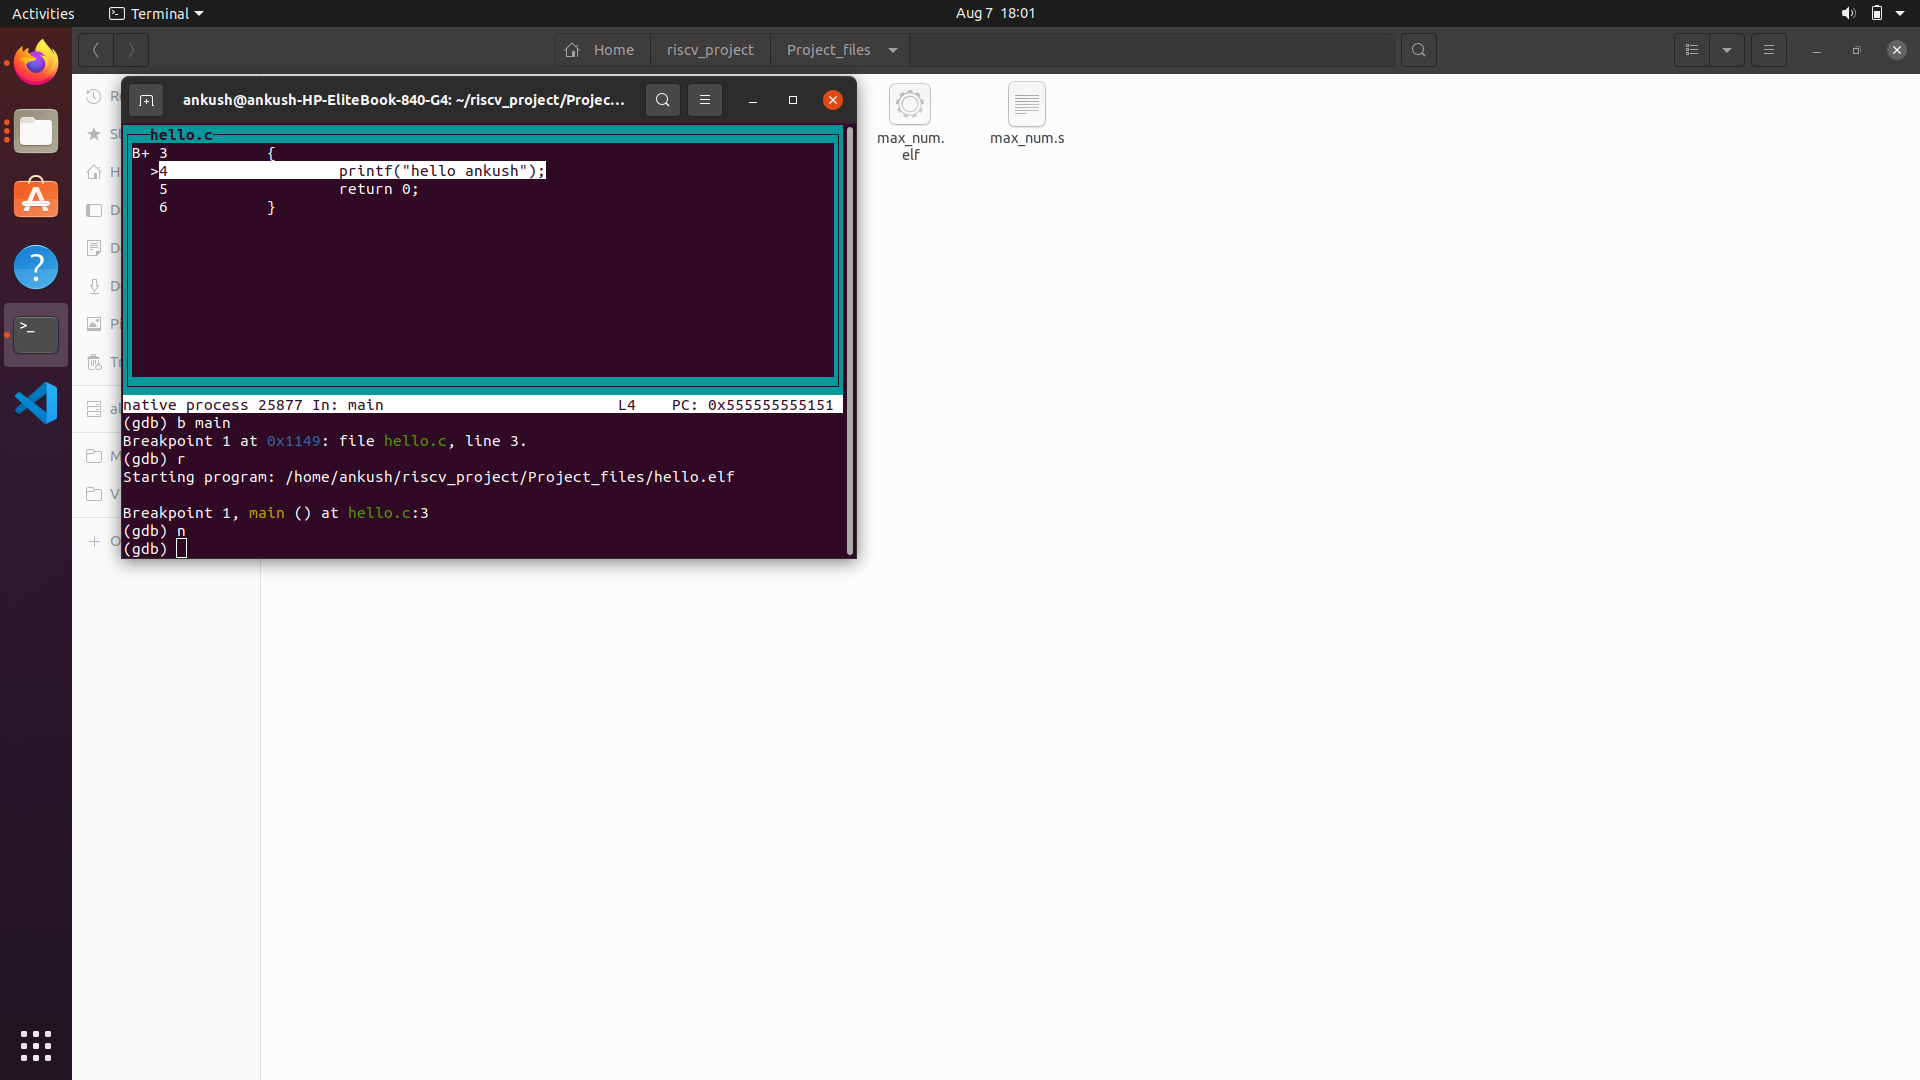 Activities
Terminal
Aug 7 18:01
Home
riscv_project
Project_files
ankush@ankush-HP-EliteBook-840-G4: ~/riscv_project/Projec...
max_num.
elf
max_num.s
hello.c
B+ 3 {
>4 printf("hello ankush");
5 return 0;
6 }
native process 25877 In: main L4 PC: 0x555555555151
(gdb) b main
Breakpoint 1 at 0x1149: file hello.c, line 3.
(gdb) r
Starting program: /home/ankush/riscv_project/Project_files/hello.elf
Breakpoint 1, main () at hello.c:3
(gdb) n
(gdb)